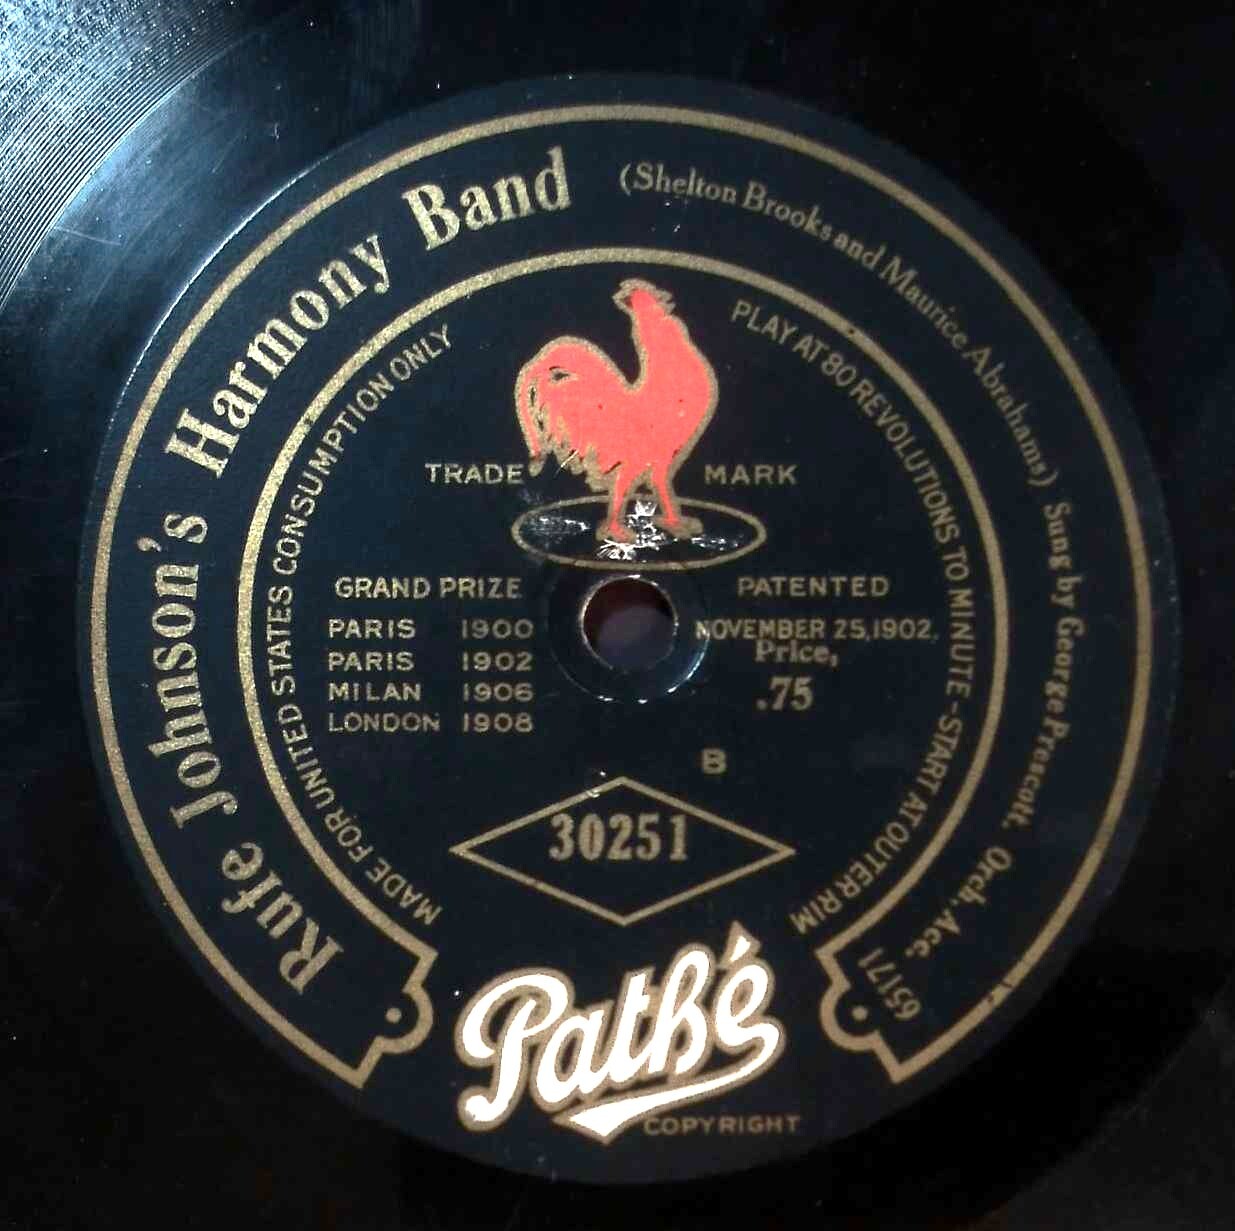 Rufe Johnson's Harmony Band
(Shelton Brooks and Maurice Abrahams) Sung by George Prescott. Orch. Acc.
65171
MADE FOR UNITED STATES CONSUMPTION ONLY
PLAY AT 80 REVOLUTIONS TO MINUTE-START AT OUTER RIM
TRADE MARK
GRAND PRIZE
PARIS 1900
PARIS 1902
MILAN 1906
LONDON 1908
PATENTED
NOVEMBER 25,1902.
Price,
.75
B
30251
Pathé
COPYRIGHT